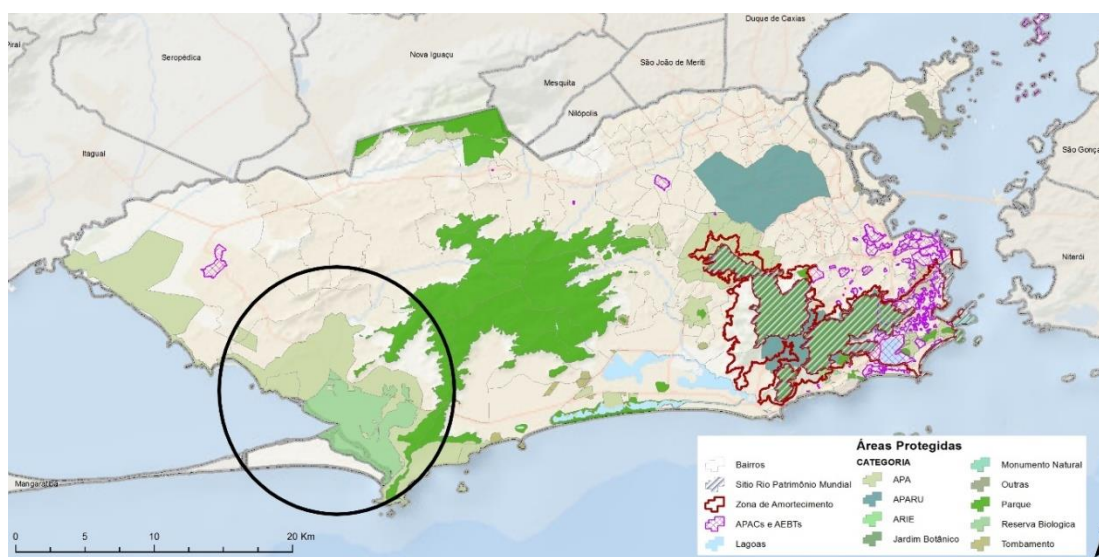 Duque de Caxias
Piraí
Seropédica
Nova Iguaçu
São João de Meriti
Mesquita
Nilópolis
Itaguaí
São Gonça
Niterói
Mangaratiba
0 5 10 20 Km
Áreas Protegidas
Bairros
Sítio Rio Patrimônio Mundial
Zona de Amortecimento
APACs e AEBTs
Lagoas
CATEGORIA
APA
APARU
ARIE
Jardim Botânico
Monumento Natural
Outras
Parque
Reserva Biologica
Tombamento